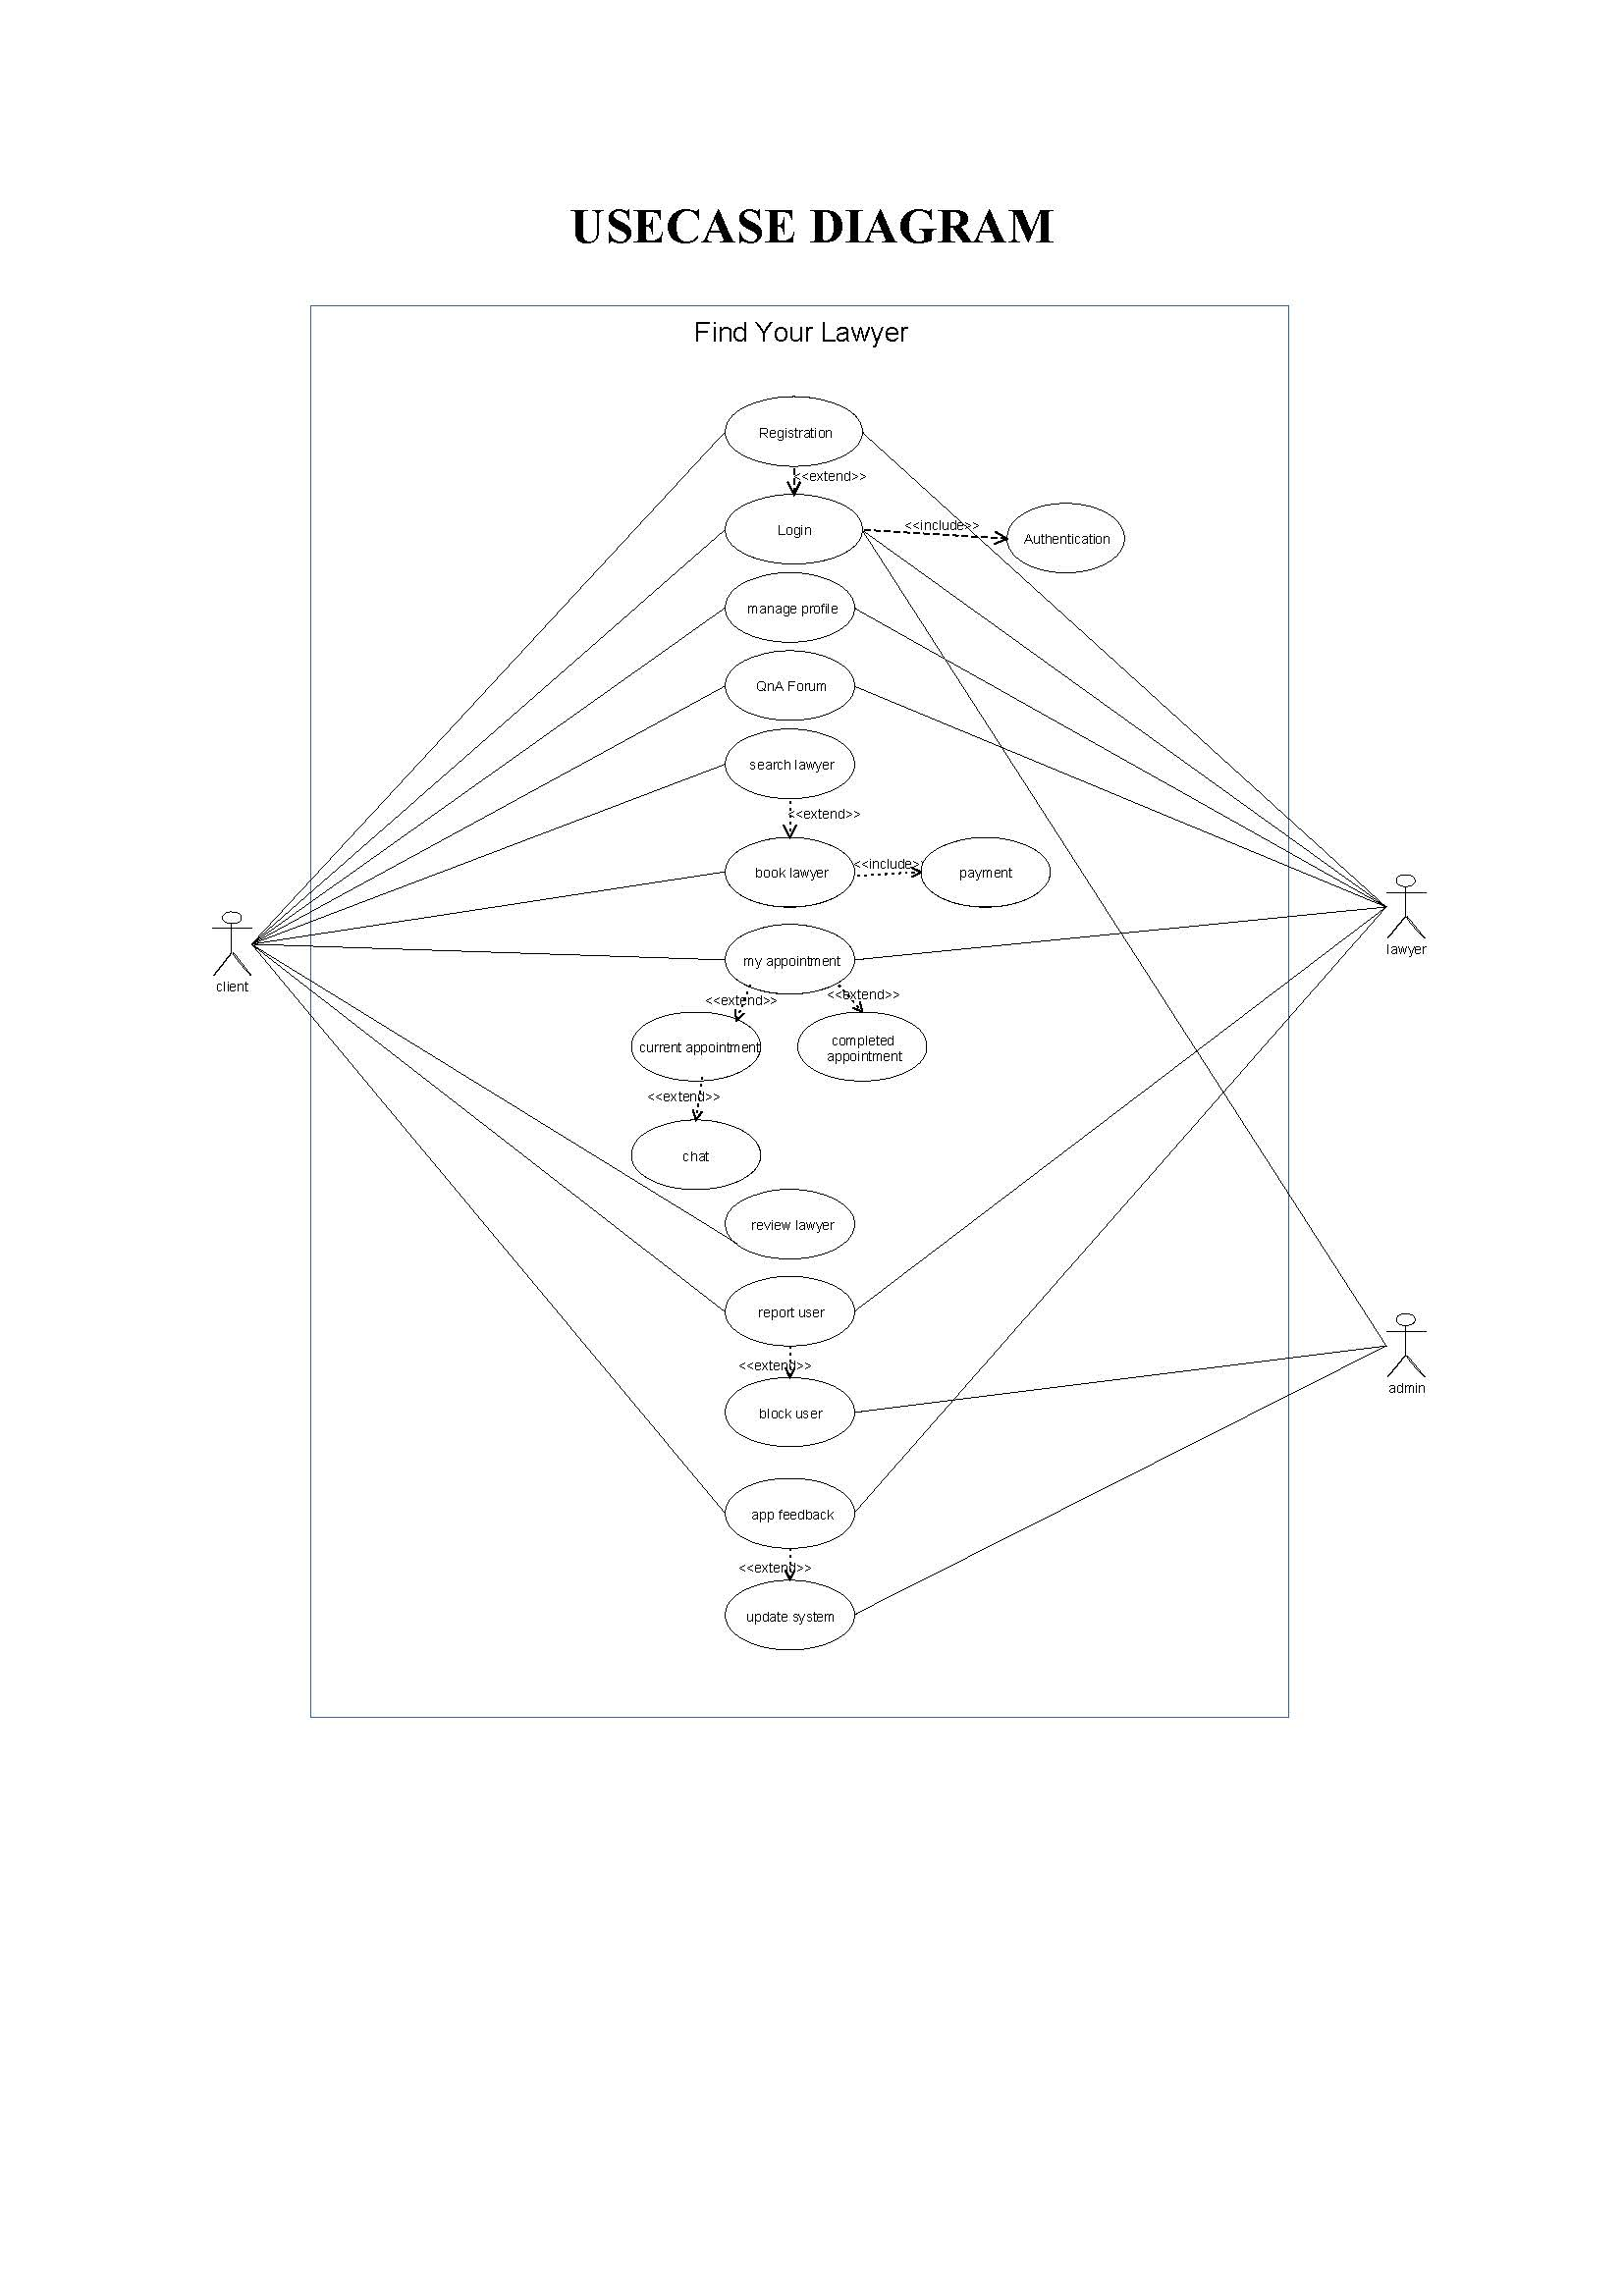 USECASE DIAGRAM
Find Your Lawyer
Registration
<<extend>>
Login
<<include>>
Authentication
manage profile
QnA Forum
search lawyer
<<extend>>
book lawyer
<<include>>
payment
my appointment
client
lawyer
<<extend>>
<<extend>>
current appointment
completed
appointment
<<extend>>
chat
review lawyer
report user
<<extend>>
block user
admin
app feedback
<<extend>>
update system